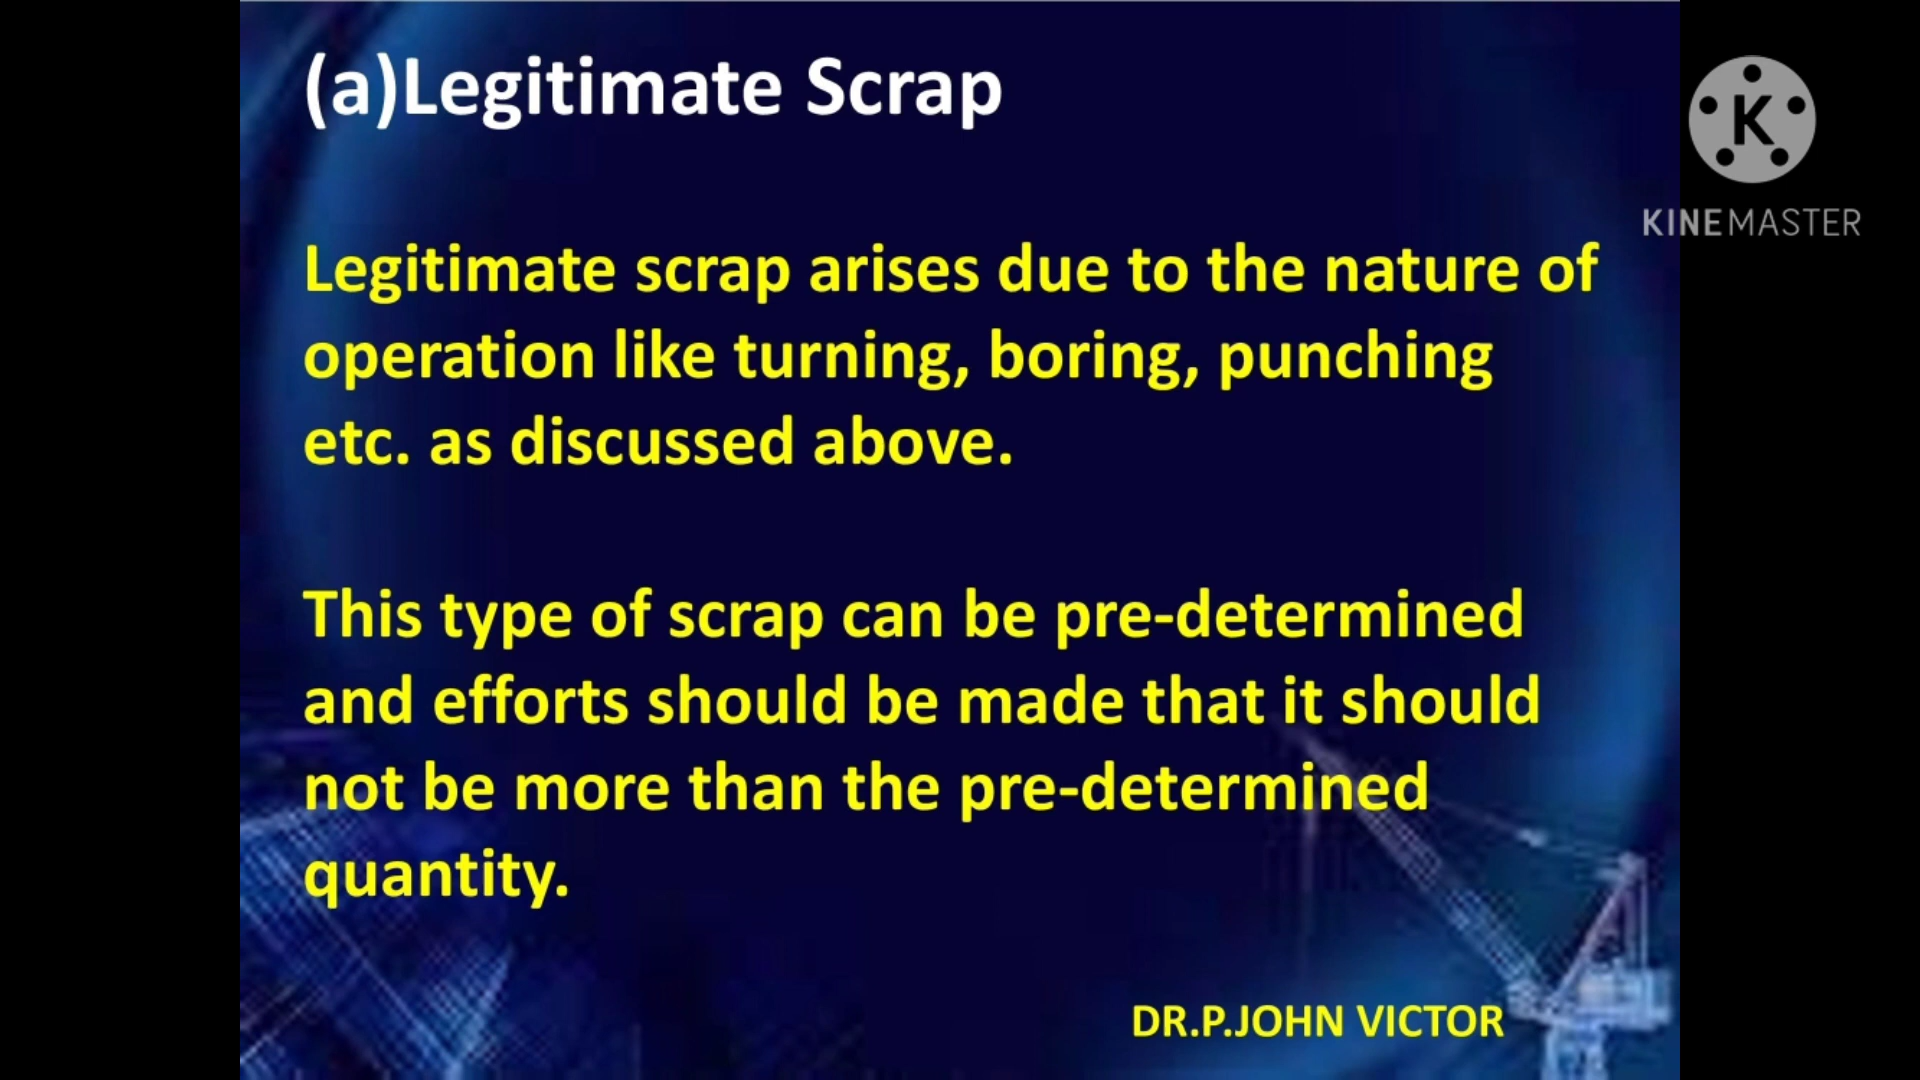 (a)Legitimate Scrap
K
KINEMASTER
Legitimate scrap arises due to the nature of
operation like turning, boring, punching
etc. as discussed above.
This type of scrap can be pre-determined
and efforts should be made that it should
not be more than the pre-determined
quantity.
DR.P.JOHN VICTOR